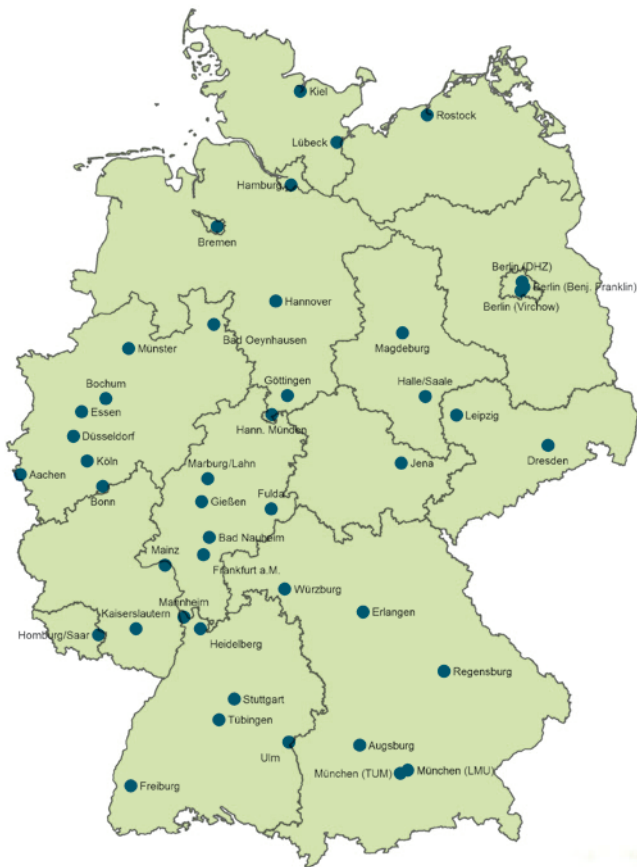 Kiel
Rostock
Lübeck
Hamburg
Bremen
Berlin (DHZ)
Berlin (Benj. Franklin)
Berlin (Virchow)
Hannover
Bad Oeynhausen
Magdeburg
Münster
Göttingen
Halle/Saale
Bochum
Essen
Leipzig
Hann. Münden
Düsseldorf
Dresden
Köln
Jena
Marburg/Lahn
Aachen
Bonn
Gießen
Fulda
Bad Nauheim
Mainz
Frankfurt a.M.
Würzburg
Mannheim
Erlangen
Kaiserslautern
Homburg/Saar
Heidelberg
Regensburg
Stuttgart
Tübingen
Augsburg
Ulm
München (TUM)
München (LMU)
Freiburg